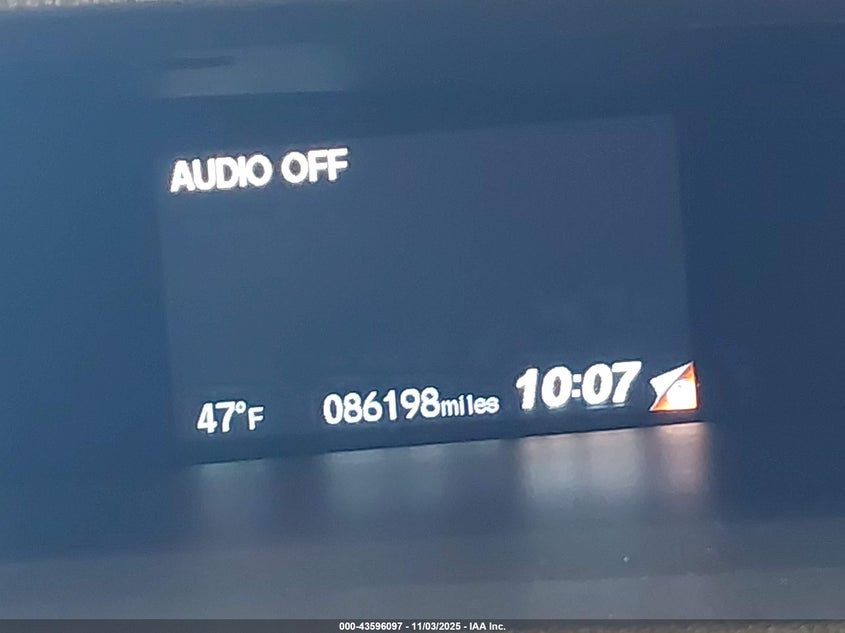 AUDIO OFF
47°F 086198miles 10:07
000-43596097 - 11/03/2025 - IAA Inc.